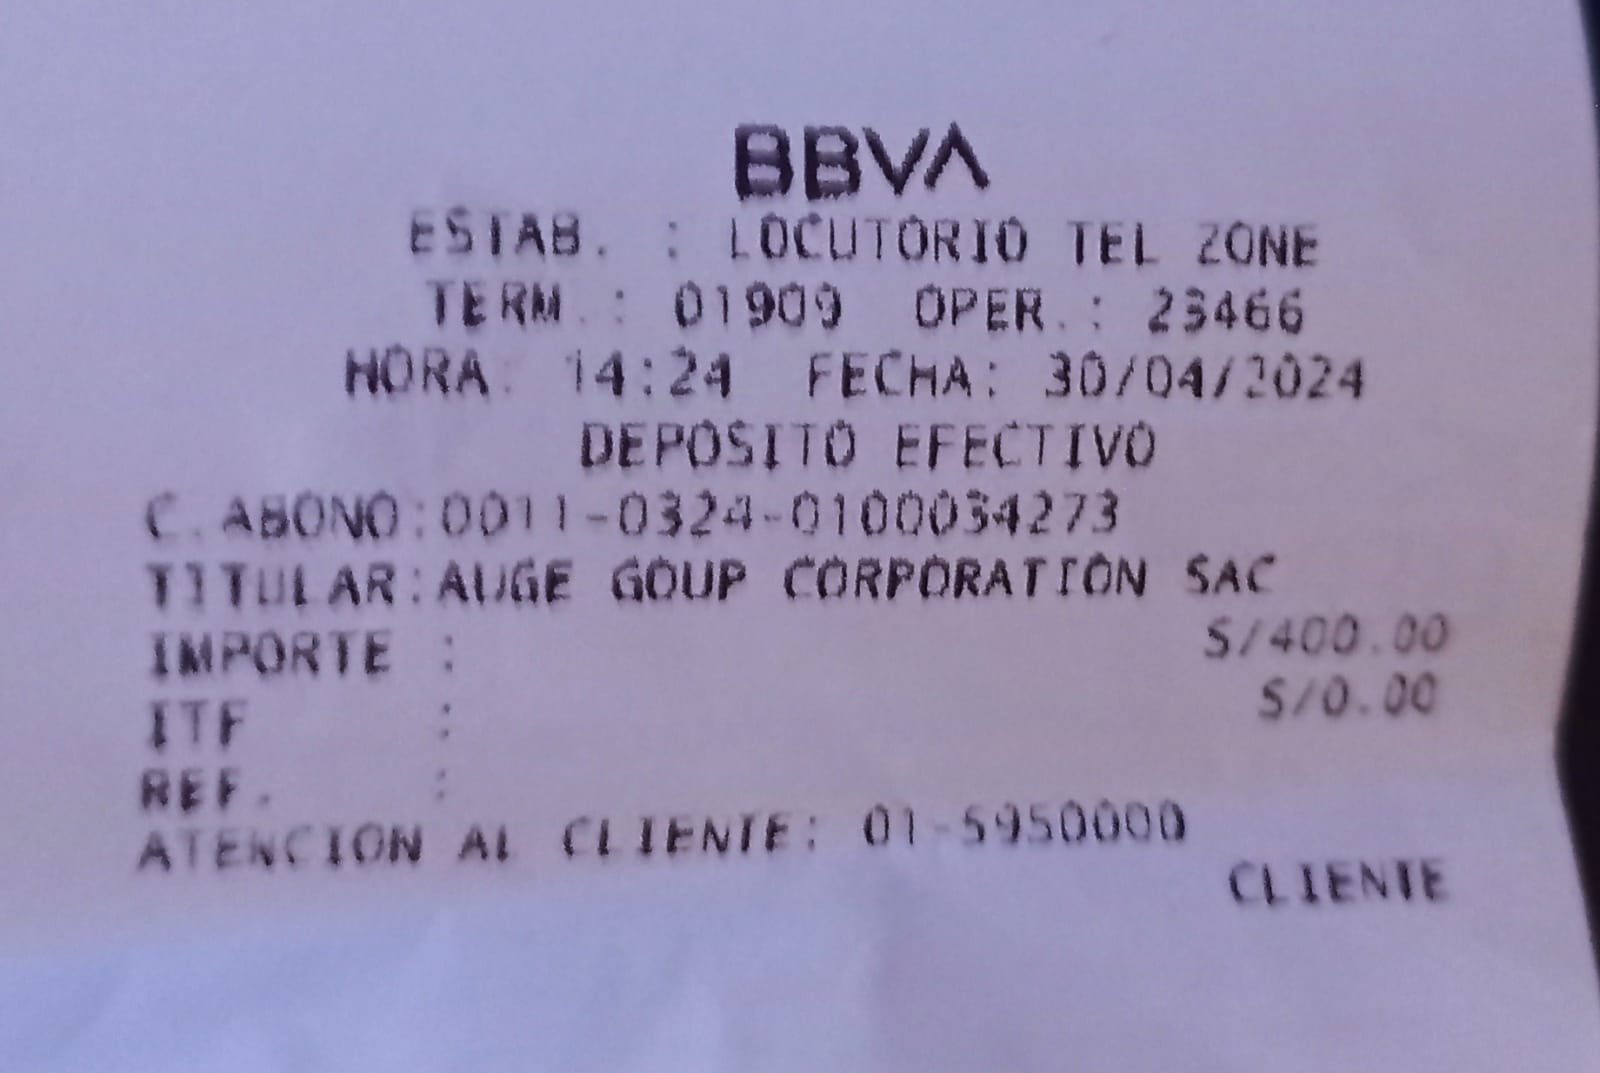 BBVA
ESTAB. : LOCUTORIO TEL ZONE
TERM.: 01909 OPER.: 23466
HORA: 14:24 FECHA: 30/04/2024
DEPOSITO EFECTIVO
C. ABONO:0011-0324-0100034273
TITULAR:AUGE GOUP CORPORATION SAC
IMPORTE : S/400.00
ITF : S/0.00
REF. :
ATENCION AL CLIENTE: 01-5950000
CLIENTE